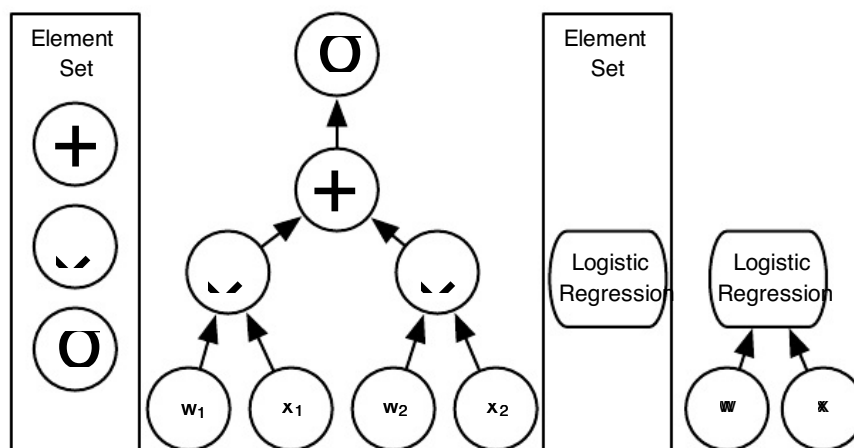 Element
Set
+
σ
σ
+
w₁
x₁
w₂
x₂
Element
Set
Logistic
Regression
Logistic
Regression
w
x